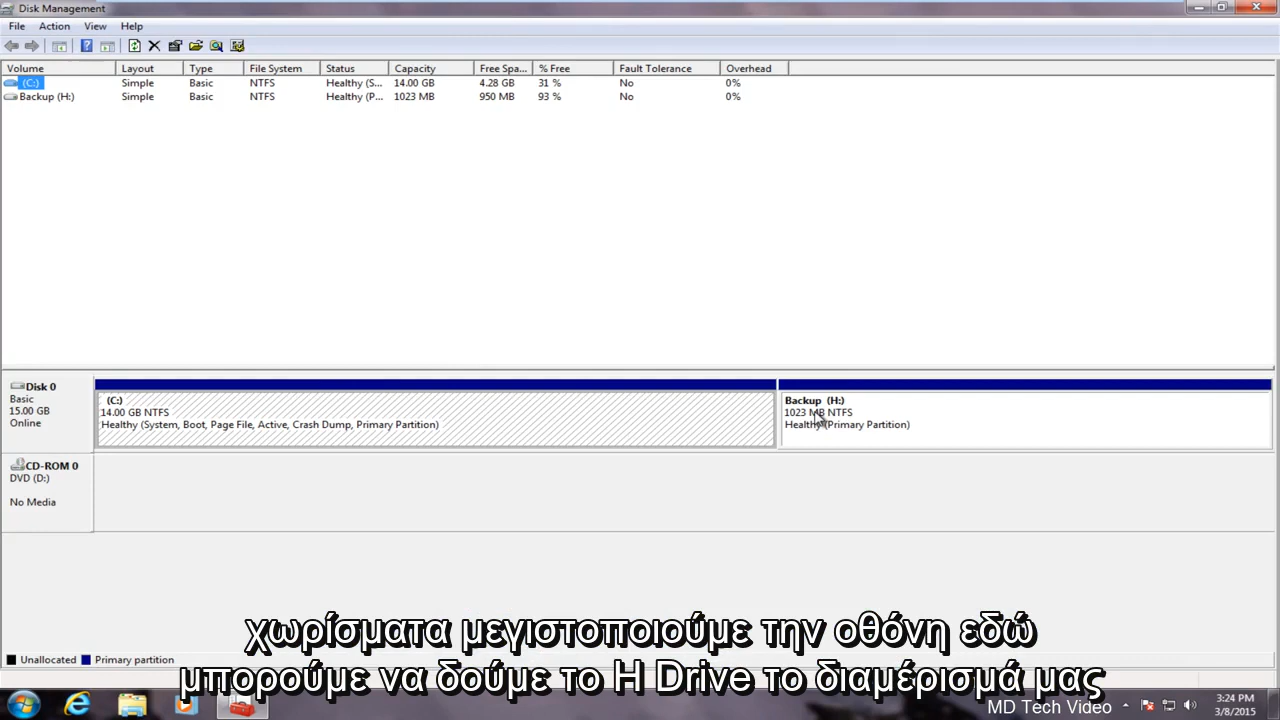 Disk Management
File Action View Help
Volume Layout Type File System Status Capacity Free Spa... % Free Fault Tolerance Overhead
(C:) Simple Basic NTFS Healthy (S... 14.00 GB 4.28 GB 31 % No 0%
Backup (H:) Simple Basic NTFS Healthy (P... 1023 MB 950 MB 93 % No 0%
Disk 0
Basic
15.00 GB
Online
(C:)
14.00 GB NTFS
Healthy (System, Boot, Page File, Active, Crash Dump, Primary Partition)
Backup (H:)
1023 MB NTFS
Healthy (Primary Partition)
CD-ROM 0
DVD (D:)
No Media
χωρίσματα μεγιστοποιούμε την οθόνη εδώ
μπορούμε να δούμε το H Drive το διαμέρισμά μας
Unallocated Primary partition
MD Tech Video
3:24 PM
3/8/2015